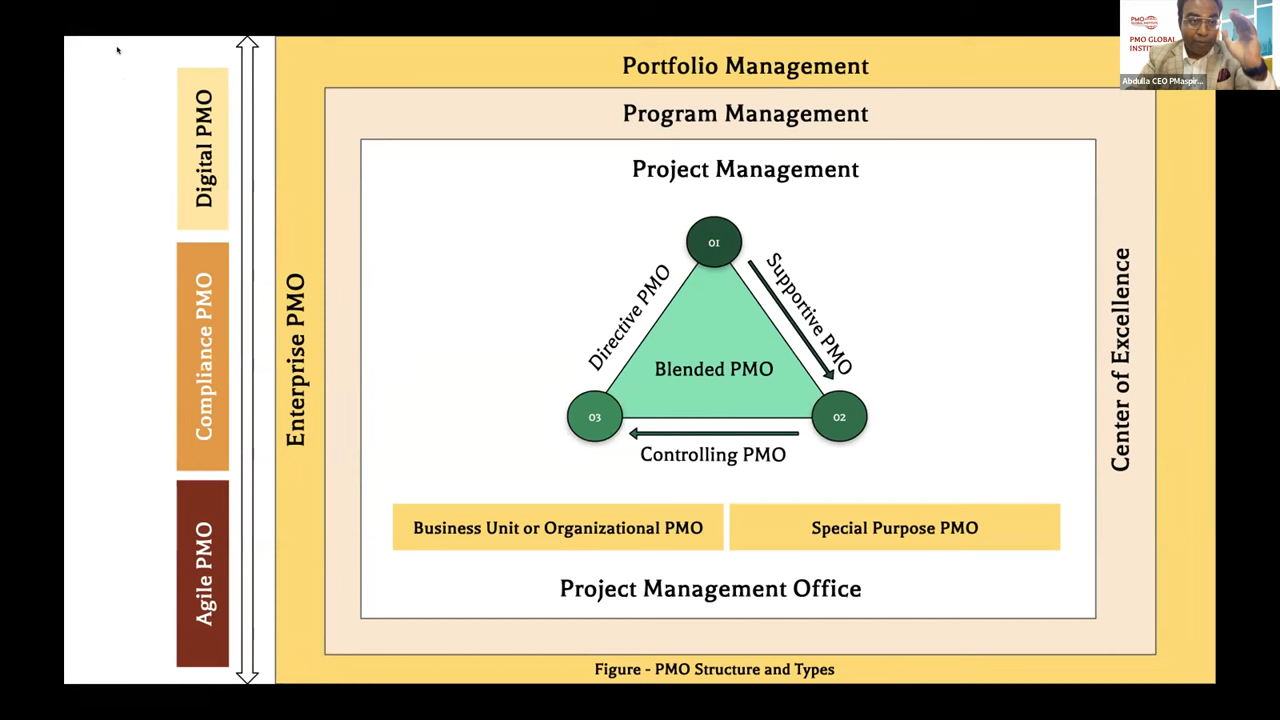 Portfolio Management
Program Management
Project Management
Digital PMO
Compliance PMO
Agile PMO
Enterprise PMO
01
Directive PMO
Supportive PMO
Blended PMO
03
02
Controlling PMO
Center of Excellence
Business Unit or Organizational PMO
Special Purpose PMO
Project Management Office
Figure - PMO Structure and Types
PMO
PMO GLOBAL
Abdulla CEO PMaspir...